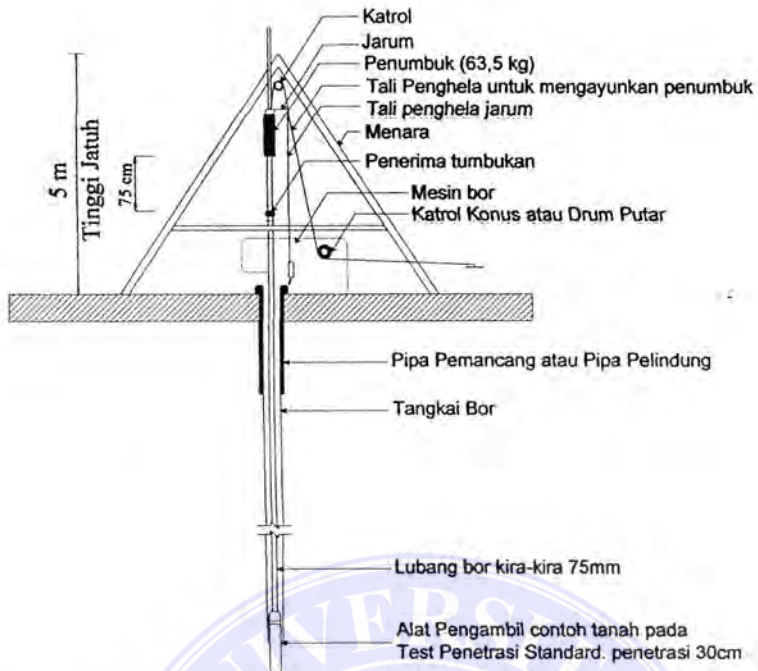 Katrol
Jarum
Penumbuk (63,5 kg)
Tali Penghela untuk mengayunkan penumbuk
Tali penghela jarum
Menara
5 m
Tinggi Jatuh
75 cm
Penerima tumbukan
Mesin bor
Katrol Konus atau Drum Putar
Pipa Pemancang atau Pipa Pelindung
Tangkai Bor
Lubang bor kira-kira 75mm
Alat Pengambil contoh tanah pada
Test Penetrasi Standard. penetrasi 30cm